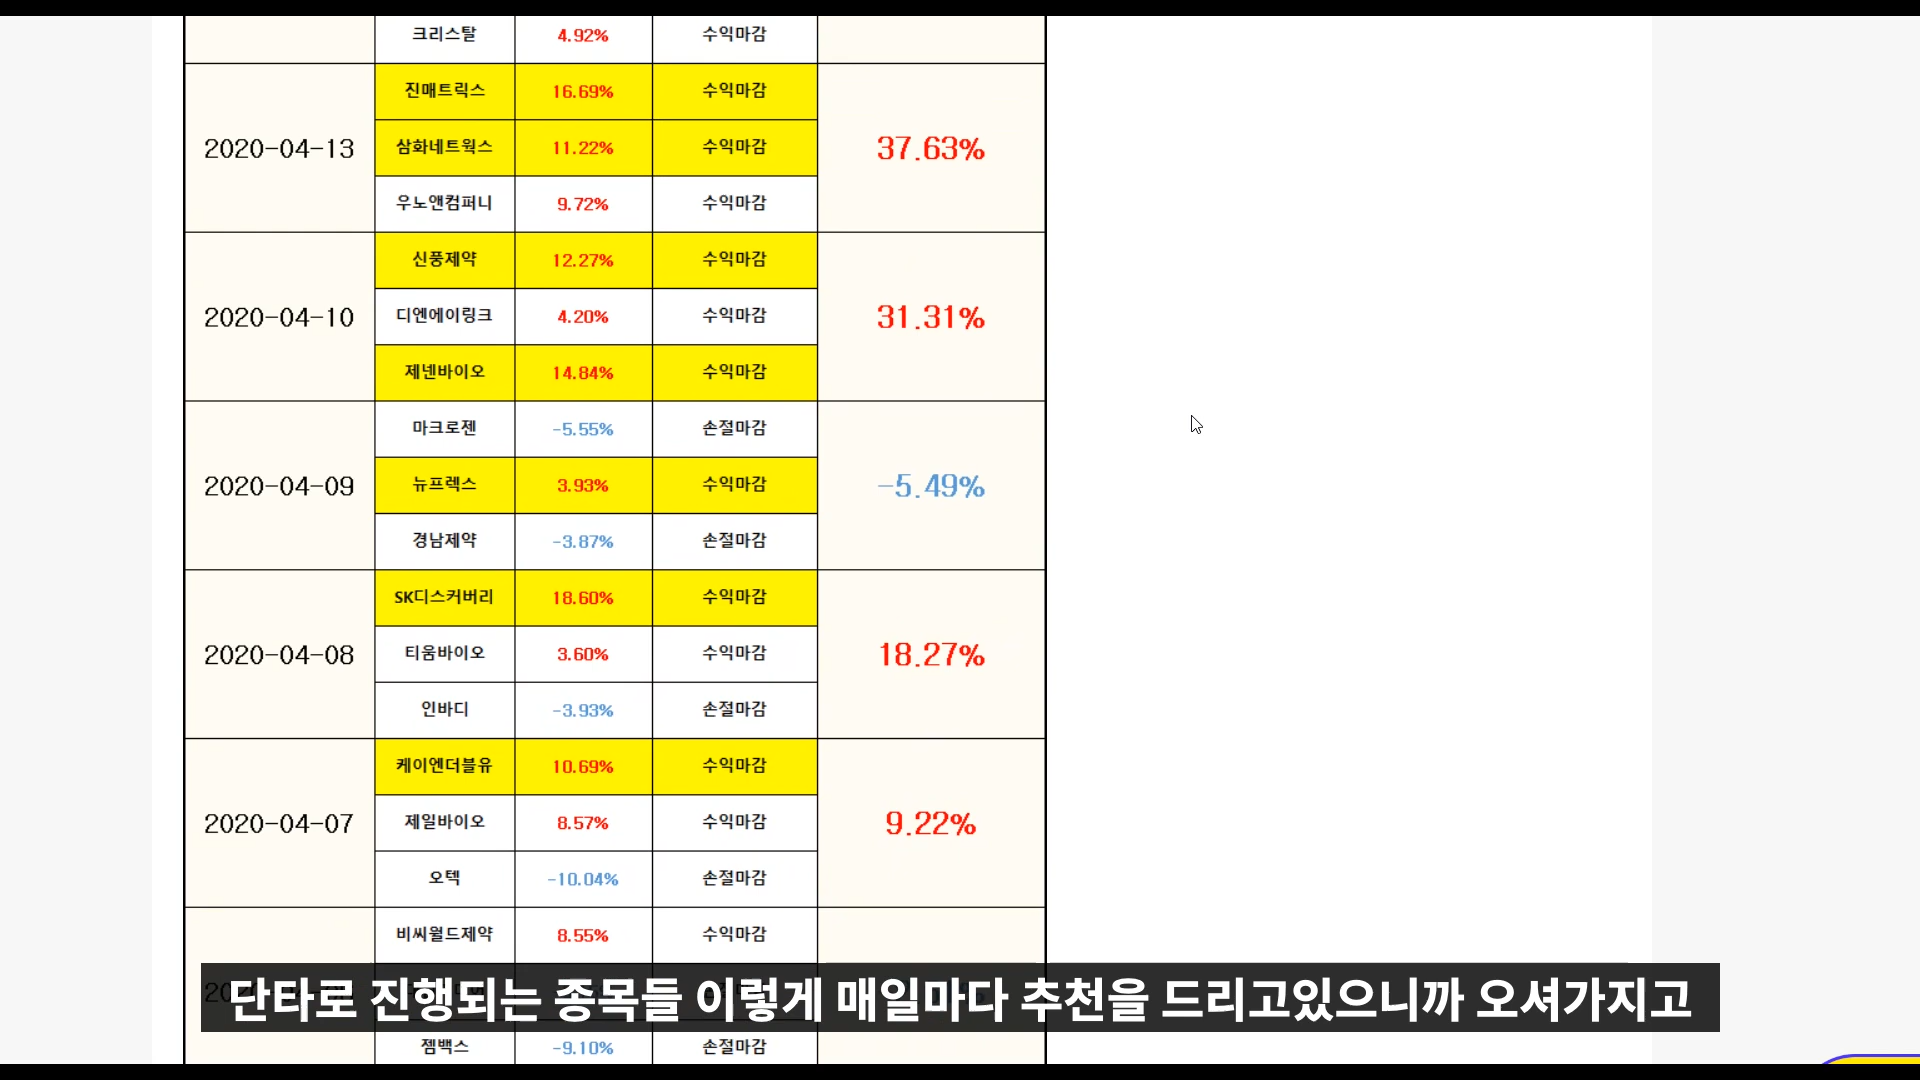 크리스탈 4.92% 수익마감
2020-04-13 37.63%
진매트릭스 16.69% 수익마감
삼화네트웍스 11.22% 수익마감
우노앤컴퍼니 9.72% 수익마감
2020-04-10 31.31%
신풍제약 12.27% 수익마감
디엔에이링크 4.20% 수익마감
제넨바이오 14.84% 수익마감
2020-04-09 -5.49%
마크로젠 -5.55% 손절마감
뉴프렉스 3.93% 수익마감
경남제약 -3.87% 손절마감
2020-04-08 18.27%
SK디스커버리 18.60% 수익마감
티움바이오 3.60% 수익마감
인바디 -3.93% 손절마감
2020-04-07 9.22%
케이엔더블유 10.69% 수익마감
제일바이오 8.57% 수익마감
오텍 -10.04% 손절마감
비씨월드제약 8.55% 수익마감
단타로 진행되는 종목들 이렇게 매일마다 추천을 드리고있으니까 오셔가지고
젬백스 -9.10% 손절마감